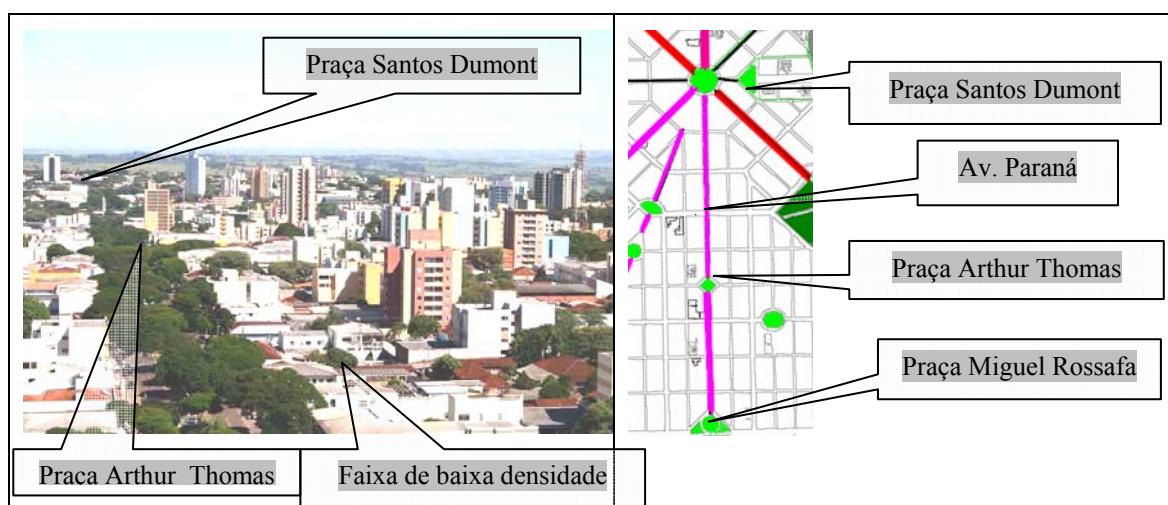 Praça Santos Dumont
Praça Santos Dumont
Av. Paraná
Praça Arthur Thomas
Praça Miguel Rossafa
Praca Arthur  Thomas
Faixa de baixa densidade